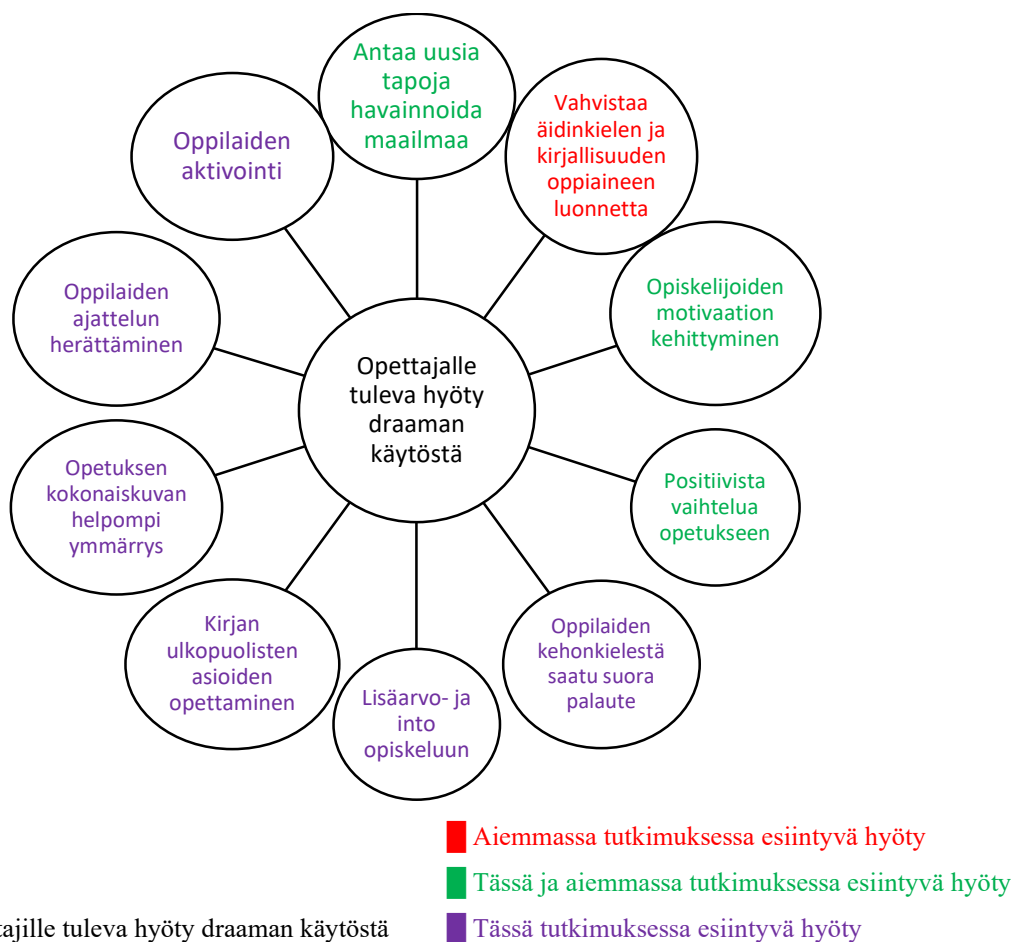 Antaa uusia
tapoja
havainnoida
maailmaa
Vahvistaa
äidinkielen ja
kirjallisuuden
oppiaineen
luonnetta
Opiskelijoiden
motivaation
kehittyminen
Positiivista
vaihtelua
opetukseen
Oppilaiden
kehonkielestä
saatu suora
palaute
Lisäarvo- ja
into
opiskeluun
Kirjan
ulkopuolisten
asioiden
opettaminen
Opetuksen
kokonaiskuvan
helpompi
ymmärrys
Oppilaiden
ajattelun
herättäminen
Oppilaiden
aktivointi
Opettajalle
tuleva hyöty
draaman
käytöstä
Aiemmassa tutkimuksessa esiintyvä hyöty
Tässä ja aiemmassa tutkimuksessa esiintyvä hyöty
Tässä tutkimuksessa esiintyvä hyöty
tajille tuleva hyöty draaman käytöstä